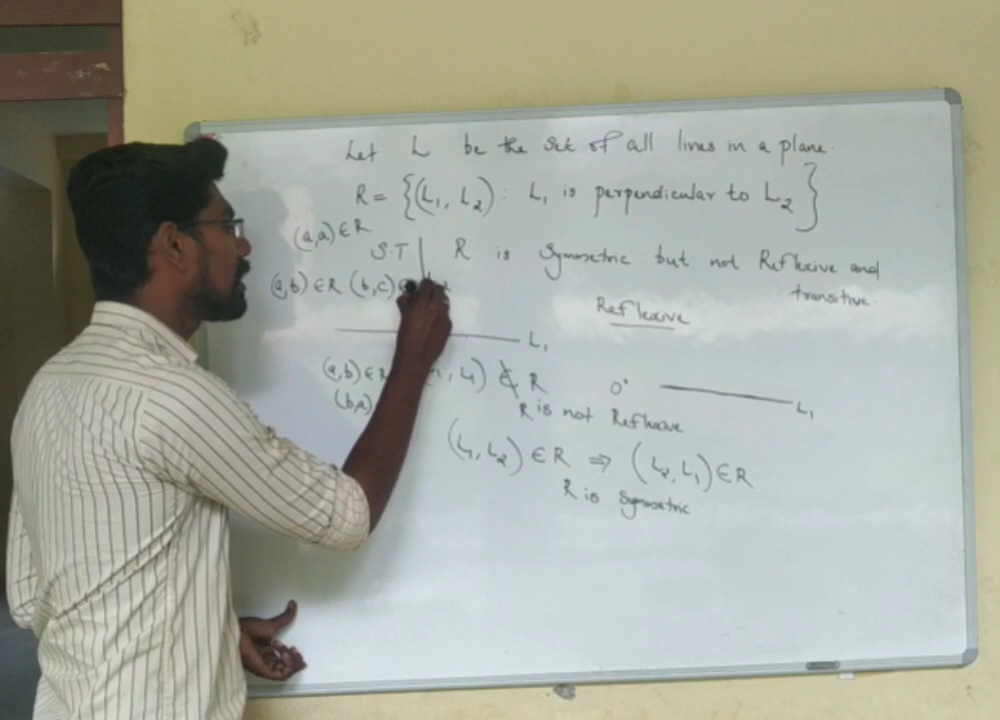 Let L be the set of all lines in a plane.
R = {(L₁, L₂) : L₁ is perpendicular to L₂}
(a,a) ∈ R
S.T R is Symmetric but not Reflexive and
transitive.
(a,b) ∈ R (b,c)
Reflexive
L₁
(a,b) ∈ R , L₁) ∉ R
0° L₁
(b,a)
R is not Reflexive
(L₁, L₂) ∈ R ⇒ (L₂, L₁) ∈ R
R is Symmetric